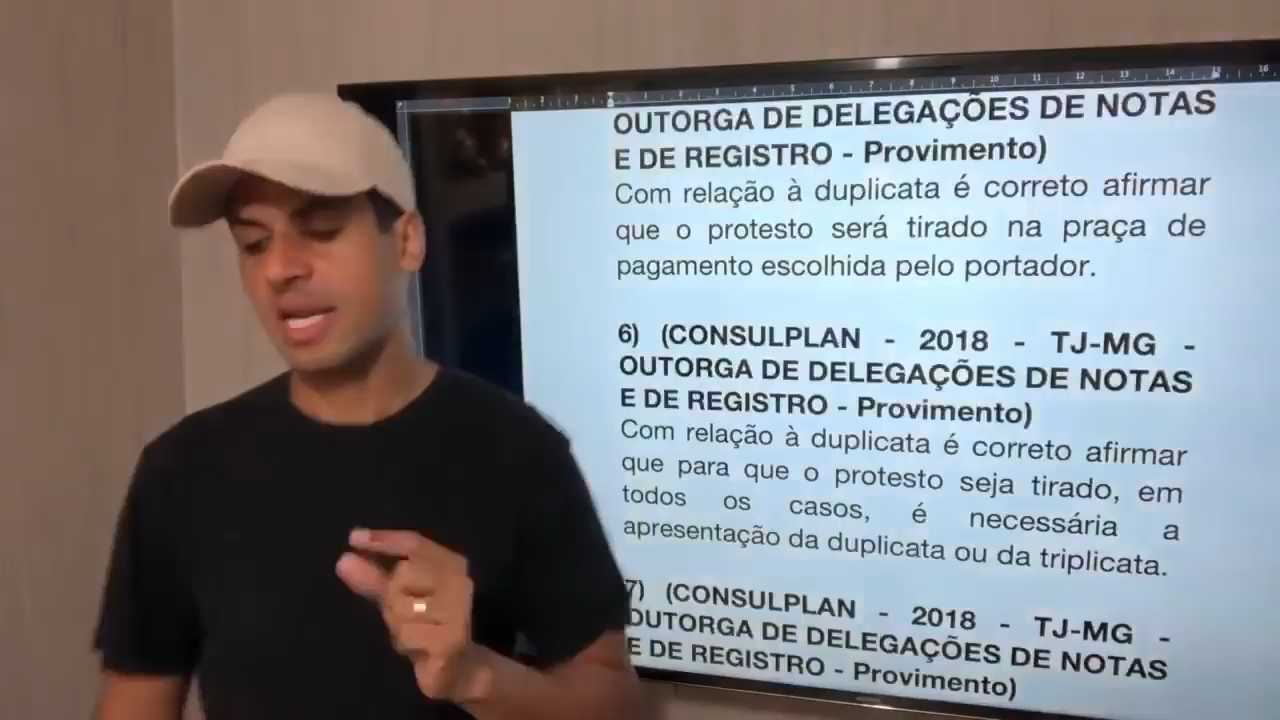 OUTORGA DE DELEGAÇÕES DE NOTAS
E DE REGISTRO - Provimento)
Com relação à duplicata é correto afirmar
que o protesto será tirado na praça de
pagamento escolhida pelo portador.
6) (CONSULPLAN - 2018 - TJ-MG -
OUTORGA DE DELEGAÇÕES DE NOTAS
E DE REGISTRO - Provimento)
Com relação à duplicata é correto afirmar
que para que o protesto seja tirado, em
todos os casos, é necessária a
apresentação da duplicata ou da triplicata.
7) (CONSULPLAN - 2018 - TJ-MG -
OUTORGA DE DELEGAÇÕES DE NOTAS
E DE REGISTRO - Provimento)